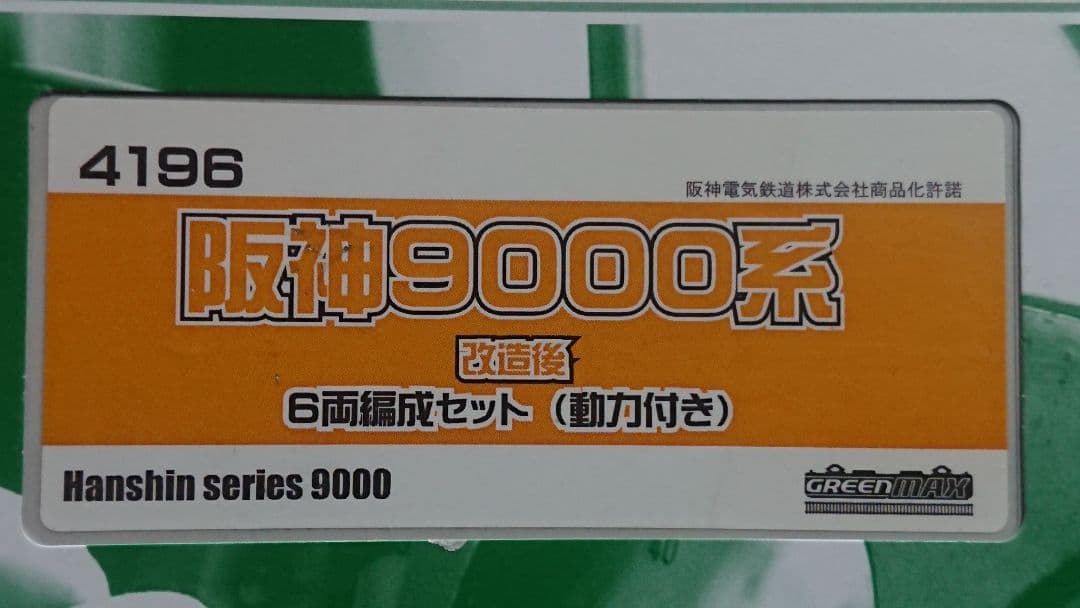 4196
阪神電気鉄道株式会社商品化許諾
阪神9000系
改造後
6両編成セット（動力付き）
Hanshin series 9000
GREENMAX